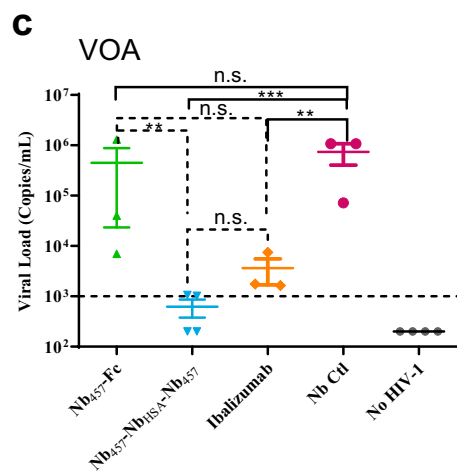 c
VOA
n.s.
***
n.s.
**
**
n.s.
Viral Load (Copies/mL)
10⁷
10⁶
10⁵
10⁴
10³
10²
Nb₄₅₇-Fc
Nb₄₅₇-Nb_HSA-Nb₄₅₇
Ibalizumab
Nb Ctl
No HIV-1